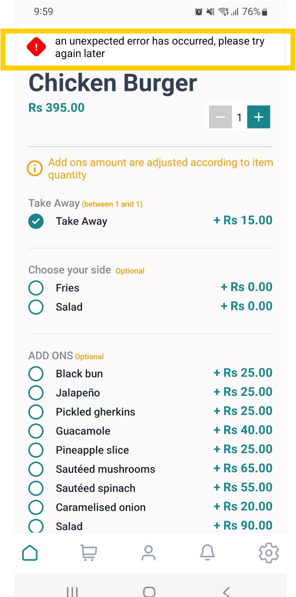 9:59
76%
an unexpected error has occurred, please try
again later
Chicken Burger
Rs 395.00
1
Add ons amount are adjusted according to item
quantity
Take Away (between 1 and 1)
Take Away + Rs 15.00
Choose your side Optional
Fries + Rs 0.00
Salad + Rs 0.00
ADD ONS Optional
Black bun + Rs 25.00
Jalapeño + Rs 25.00
Pickled gherkins + Rs 25.00
Guacamole + Rs 40.00
Pineapple slice + Rs 25.00
Sautéed mushrooms + Rs 65.00
Sautéed spinach + Rs 55.00
Caramelised onion + Rs 20.00
Salad + Rs 90.00